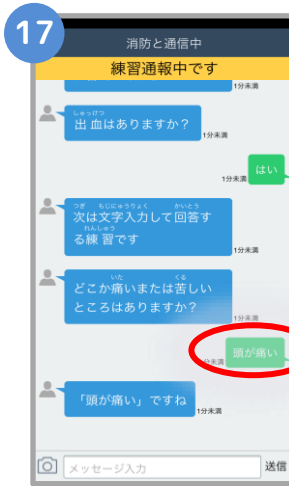 17
消防と通信中
練習通報中です
1分未満
しゅっけつ
出血はありますか？
1分未満
はい
1分未満
つぎ もじにゅうりょく かいとう
次は文字入力して回答す
れんしゅう
る練習です
1分未満
いた くる
どこか痛いまたは苦しい
ところはありますか？
1分未満
頭が痛い
分未満
「頭が痛い」ですね
1分未満
メッセージ入力
送信